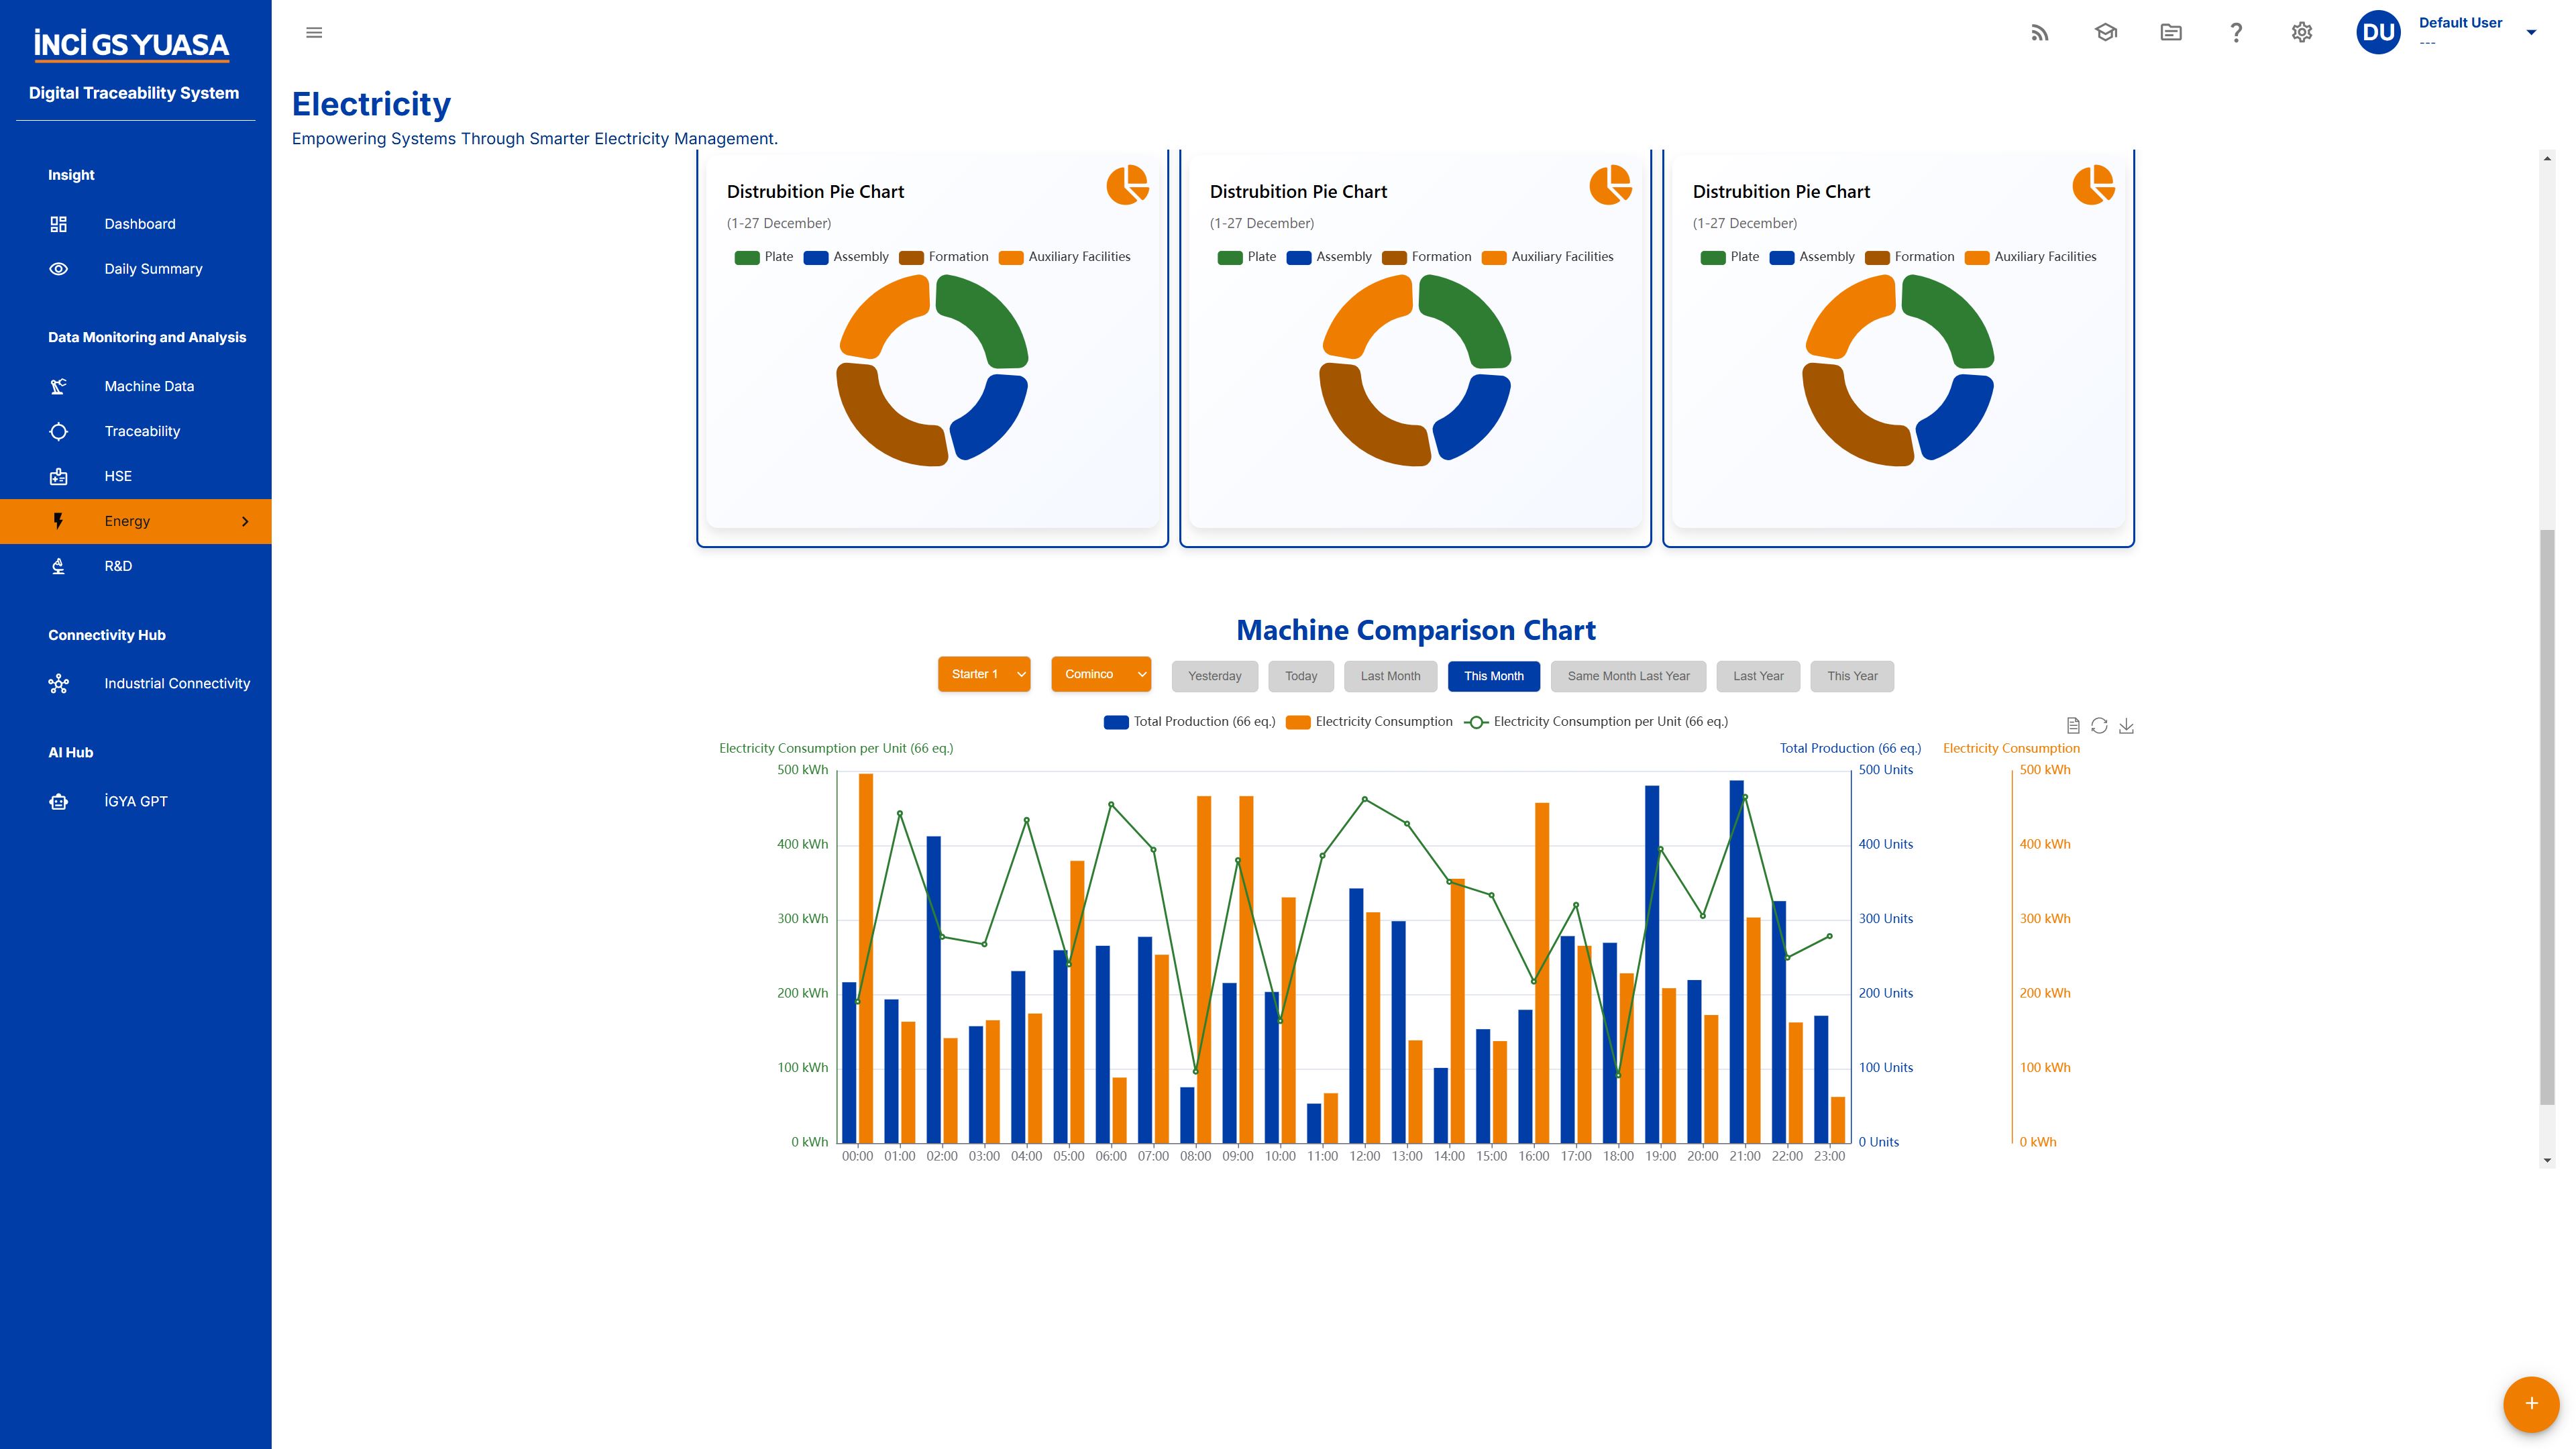 İNCİ GS YUASA
Digital Traceability System
Insight
Dashboard
Daily Summary
Data Monitoring and Analysis
Machine Data
Traceability
HSE
Energy
R&D
Connectivity Hub
Industrial Connectivity
AI Hub
İGYA GPT
DU
Default User
---
Electricity
Empowering Systems Through Smarter Electricity Management.
Distrubition Pie Chart
(1-27 December)
Plate Assembly Formation Auxiliary Facilities
Distrubition Pie Chart
(1-27 December)
Plate Assembly Formation Auxiliary Facilities
Distrubition Pie Chart
(1-27 December)
Plate Assembly Formation Auxiliary Facilities
Machine Comparison Chart
Starter 1 Cominco Yesterday Today Last Month This Month Same Month Last Year Last Year This Year
Total Production (66 eq.) Electricity Consumption Electricity Consumption per Unit (66 eq.)
Electricity Consumption per Unit (66 eq.) Total Production (66 eq.) Electricity Consumption
500 kWh 500 Units 500 kWh
400 kWh 400 Units 400 kWh
300 kWh 300 Units 300 kWh
200 kWh 200 Units 200 kWh
100 kWh 100 Units 100 kWh
0 kWh 0 Units 0 kWh
00:00 01:00 02:00 03:00 04:00 05:00 06:00 07:00 08:00 09:00 10:00 11:00 12:00 13:00 14:00 15:00 16:00 17:00 18:00 19:00 20:00 21:00 22:00 23:00